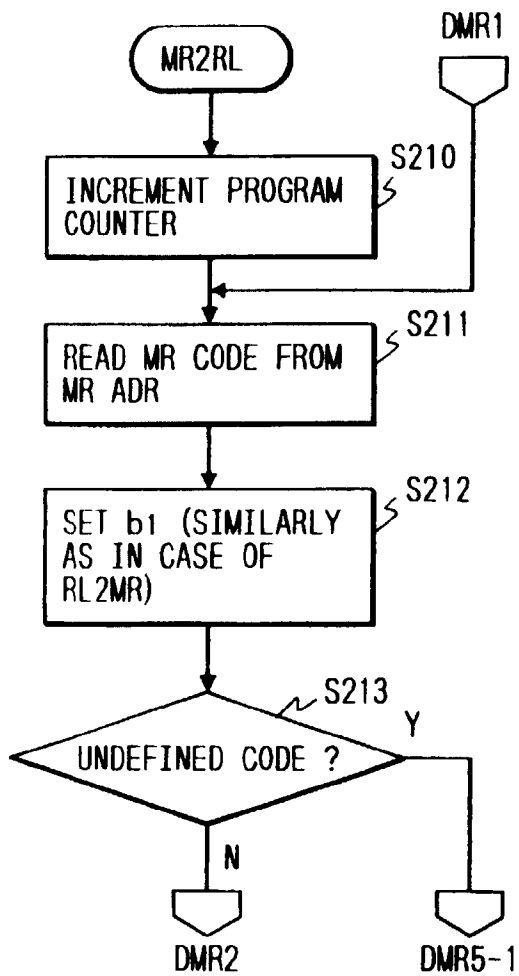 DMR1
MR2RL
S210
INCREMENT PROGRAM
COUNTER
S211
READ MR CODE FROM
MR ADR
S212
SET b1 (SIMILARLY
AS IN CASE OF
RL2MR)
S213
UNDEFINED CODE ?
Y
N
DMR2
DMR5-1